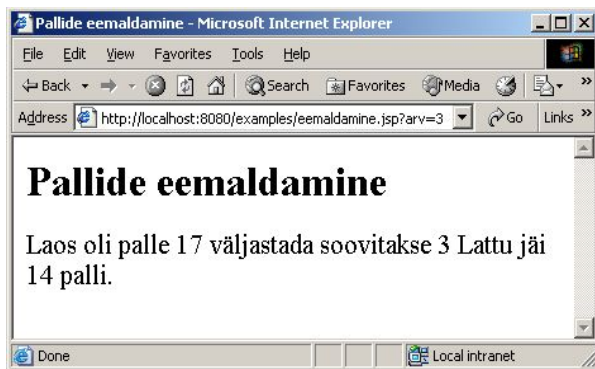 Pallide eemaldamine - Microsoft Internet Explorer
File Edit View Favorites Tools Help
Back Search Favorites Media »
Address http://localhost:8080/examples/eemaldamine.jsp?arv=3 Go Links »
Pallide eemaldamine
Laos oli palle 17 väljastada soovitakse 3 Lattu jäi
14 palli.
Done Local intranet